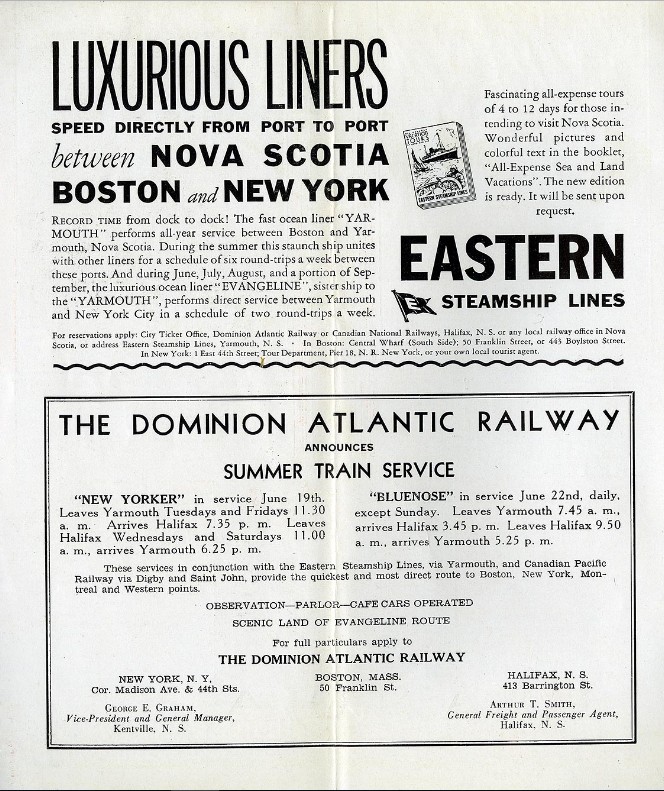 LUXURIOUS LINERS
SPEED DIRECTLY FROM PORT TO PORT
between NOVA SCOTIA
BOSTON and NEW YORK
RECORD TIME from dock to dock! The fast ocean liner "YAR-
MOUTH" performs all-year service between Boston and Yar-
mouth, Nova Scotia. During the summer this staunch ship unites
with other liners for a schedule of six round-trips a week between
these ports. And during June, July, August, and a portion of Sep-
tember, the luxurious ocean liner "EVANGELINE", sister ship to
the "YARMOUTH", performs direct service between Yarmouth
and New York City in a schedule of two round-trips a week.
VACATION
TOURS
EASTERN STEAMSHIP LINES
Fascinating all-expense tours
of 4 to 12 days for those in-
tending to visit Nova Scotia.
Wonderful pictures and
colorful text in the booklet,
"All-Expense Sea and Land
Vacations". The new edition
is ready. It will be sent upon
request.
EASTERN
STEAMSHIP LINES
For reservations apply: City Ticket Office, Dominion Atlantic Railway or Canadian National Railways, Halifax, N. S. or any local railway office in Nova
Scotia, or address Eastern Steamship Lines, Yarmouth, N. S. · In Boston: Central Wharf (South Side); 50 Franklin Street, or 443 Boylston Street.
In New York: 1 East 44th Street; Tour Department, Pier 18, N. R. New York, or your own local tourist agent.
THE DOMINION ATLANTIC RAILWAY
ANNOUNCES
SUMMER TRAIN SERVICE
"NEW YORKER" in service June 19th.
Leaves Yarmouth Tuesdays and Fridays 11.30
a. m. Arrives Halifax 7.35 p. m. Leaves
Halifax Wednesdays and Saturdays 11.00
a. m., arrives Yarmouth 6.25 p. m.
"BLUENOSE" in service June 22nd, daily,
except Sunday. Leaves Yarmouth 7.45 a. m.,
arrives Halifax 3.45 p. m. Leaves Halifax 9.50
a. m., arrives Yarmouth 5.25 p. m.
These services in conjunction with the Eastern Steamship Lines, via Yarmouth, and Canadian Pacific
Railway via Digby and Saint John, provide the quickest and most direct route to Boston, New York, Mon-
treal and Western points.
OBSERVATION—PARLOR—CAFE CARS OPERATED
SCENIC LAND OF EVANGELINE ROUTE
For full particulars apply to
THE DOMINION ATLANTIC RAILWAY
NEW YORK, N. Y,
Cor. Madison Ave. & 44th Sts.
BOSTON, MASS.
50 Franklin St.
HALIFAX, N. S.
413 Barrington St.
GEORGE E. GRAHAM,
Vice-President and General Manager,
Kentville, N. S.
ARTHUR T. SMITH,
General Freight and Passenger Agent,
Halifax, N. S.